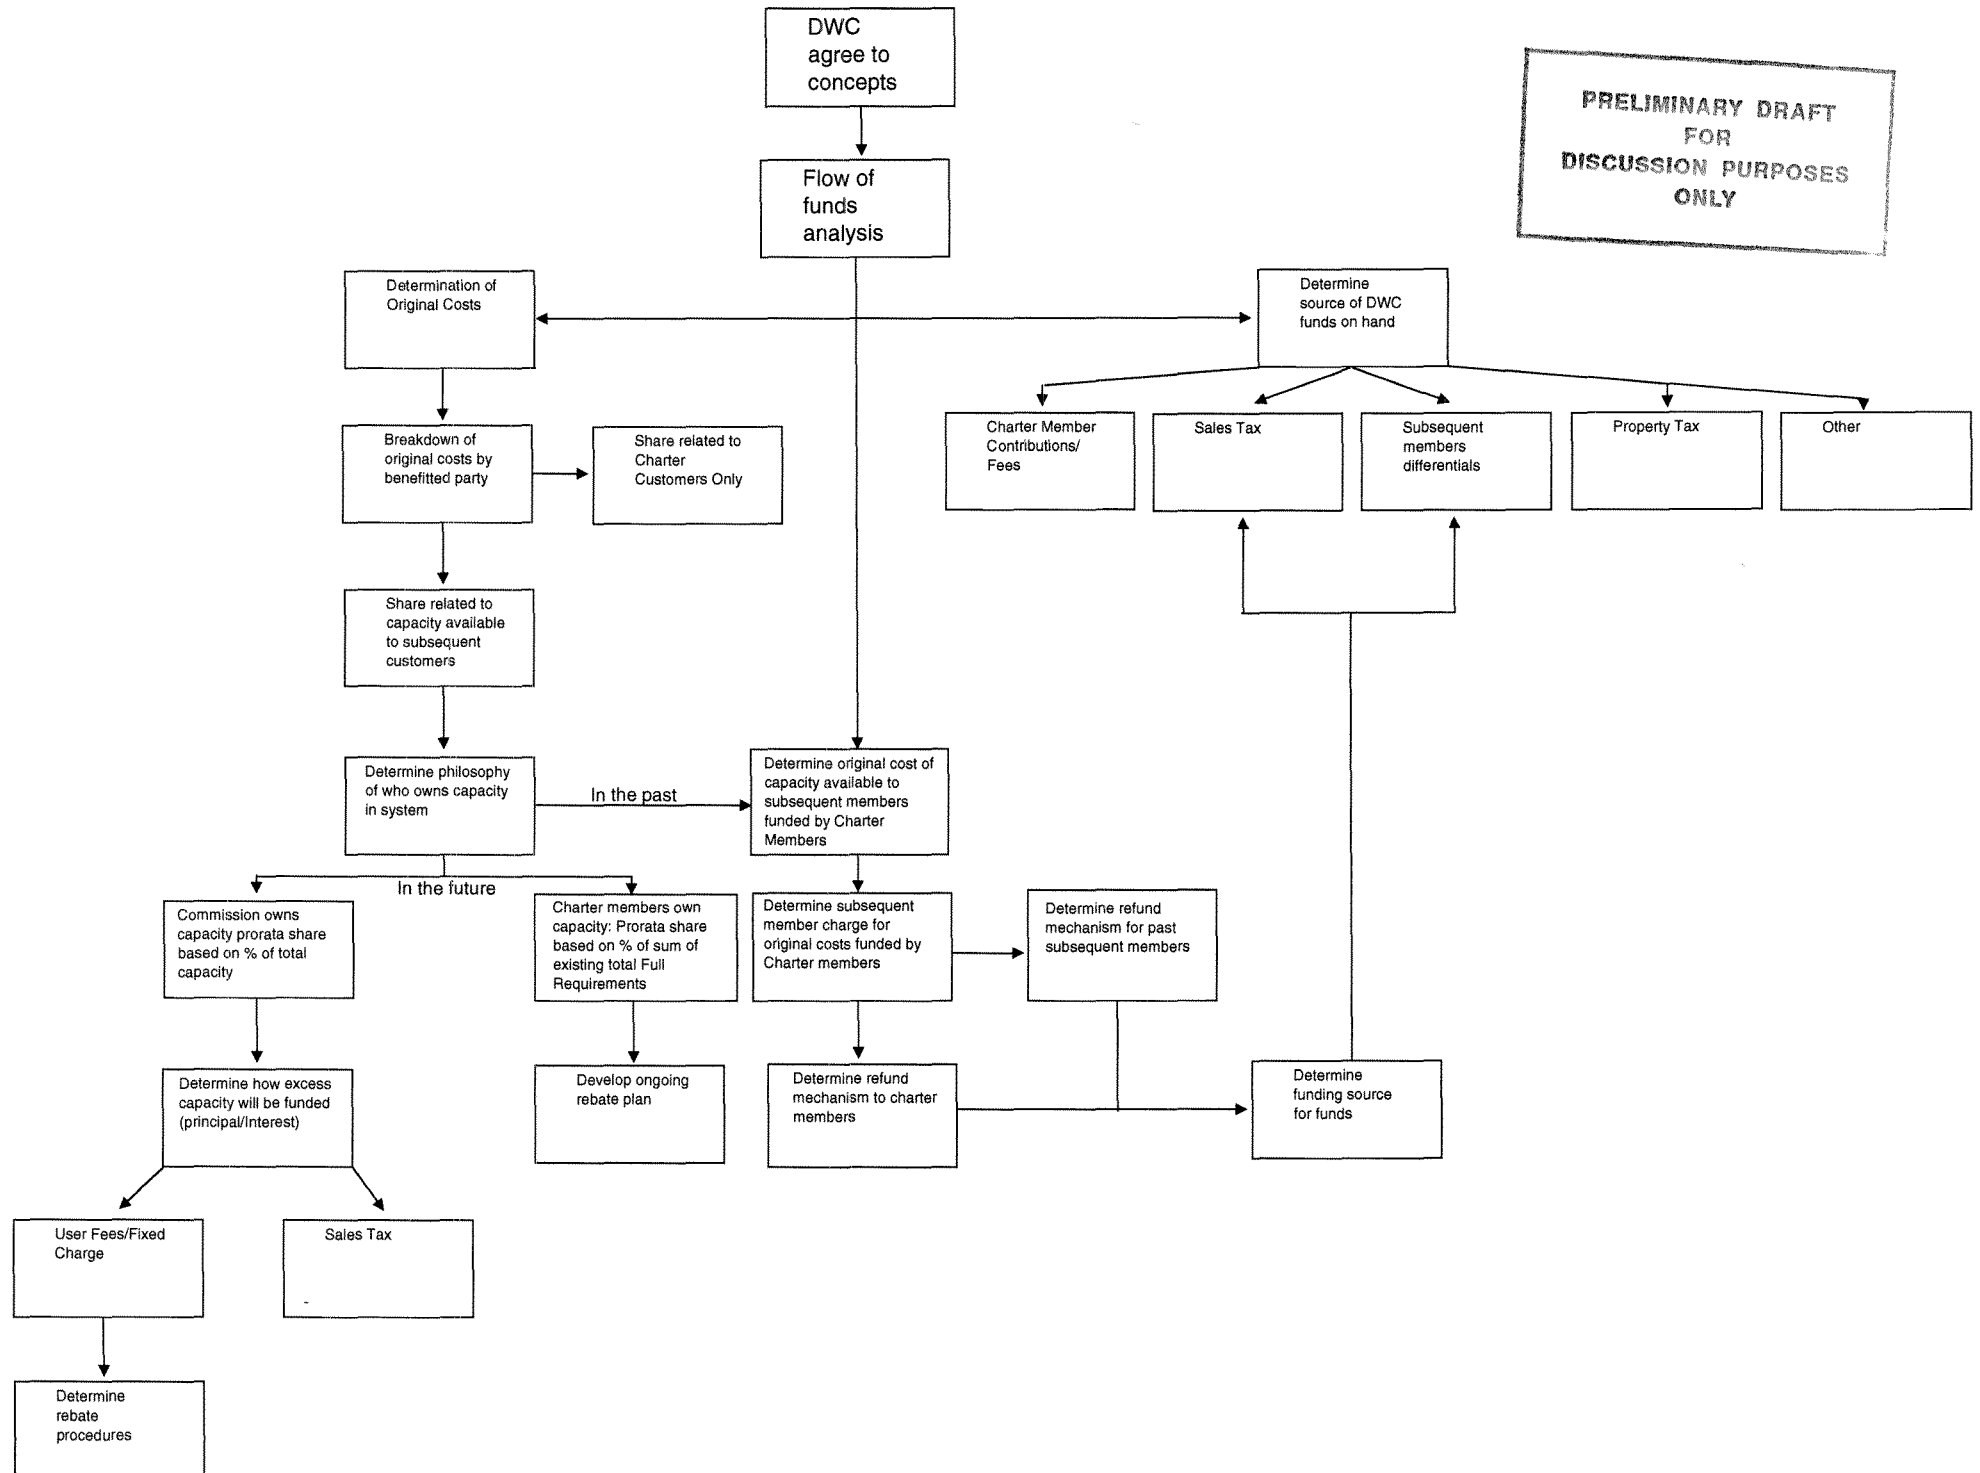 DWC
agree to
concepts
PRELIMINARY DRAFT
FOR
DISCUSSION PURPOSES
ONLY
Flow of
funds
analysis
Determination of
Original Costs
Determine
source of DWC
funds on hand
Breakdown of
original costs by
benefitted party
Share related to
Charter
Customers Only
Charter Member
Contributions/
Fees
Sales Tax
Subsequent
members
differentials
Property Tax
Other
Share related to
capacity available
to subsequent
customers
Determine philosophy
of who owns capacity
in system
In the past
Determine original cost of
capacity available to
subsequent members
funded by Charter
Members
In the future
Commission owns
capacity prorata share
based on % of total
capacity
Charter members own
capacity: Prorata share
based on % of sum of
existing total Full
Requirements
Determine subsequent
member charge for
original costs funded by
Charter members
Determine refund
mechanism for past
subsequent members
Determine how excess
capacity will be funded
(principal/Interest)
Develop ongoing
rebate plan
Determine refund
mechanism to charter
members
Determine
funding source
for funds
User Fees/Fixed
Charge
Sales Tax
Determine
rebate
procedures